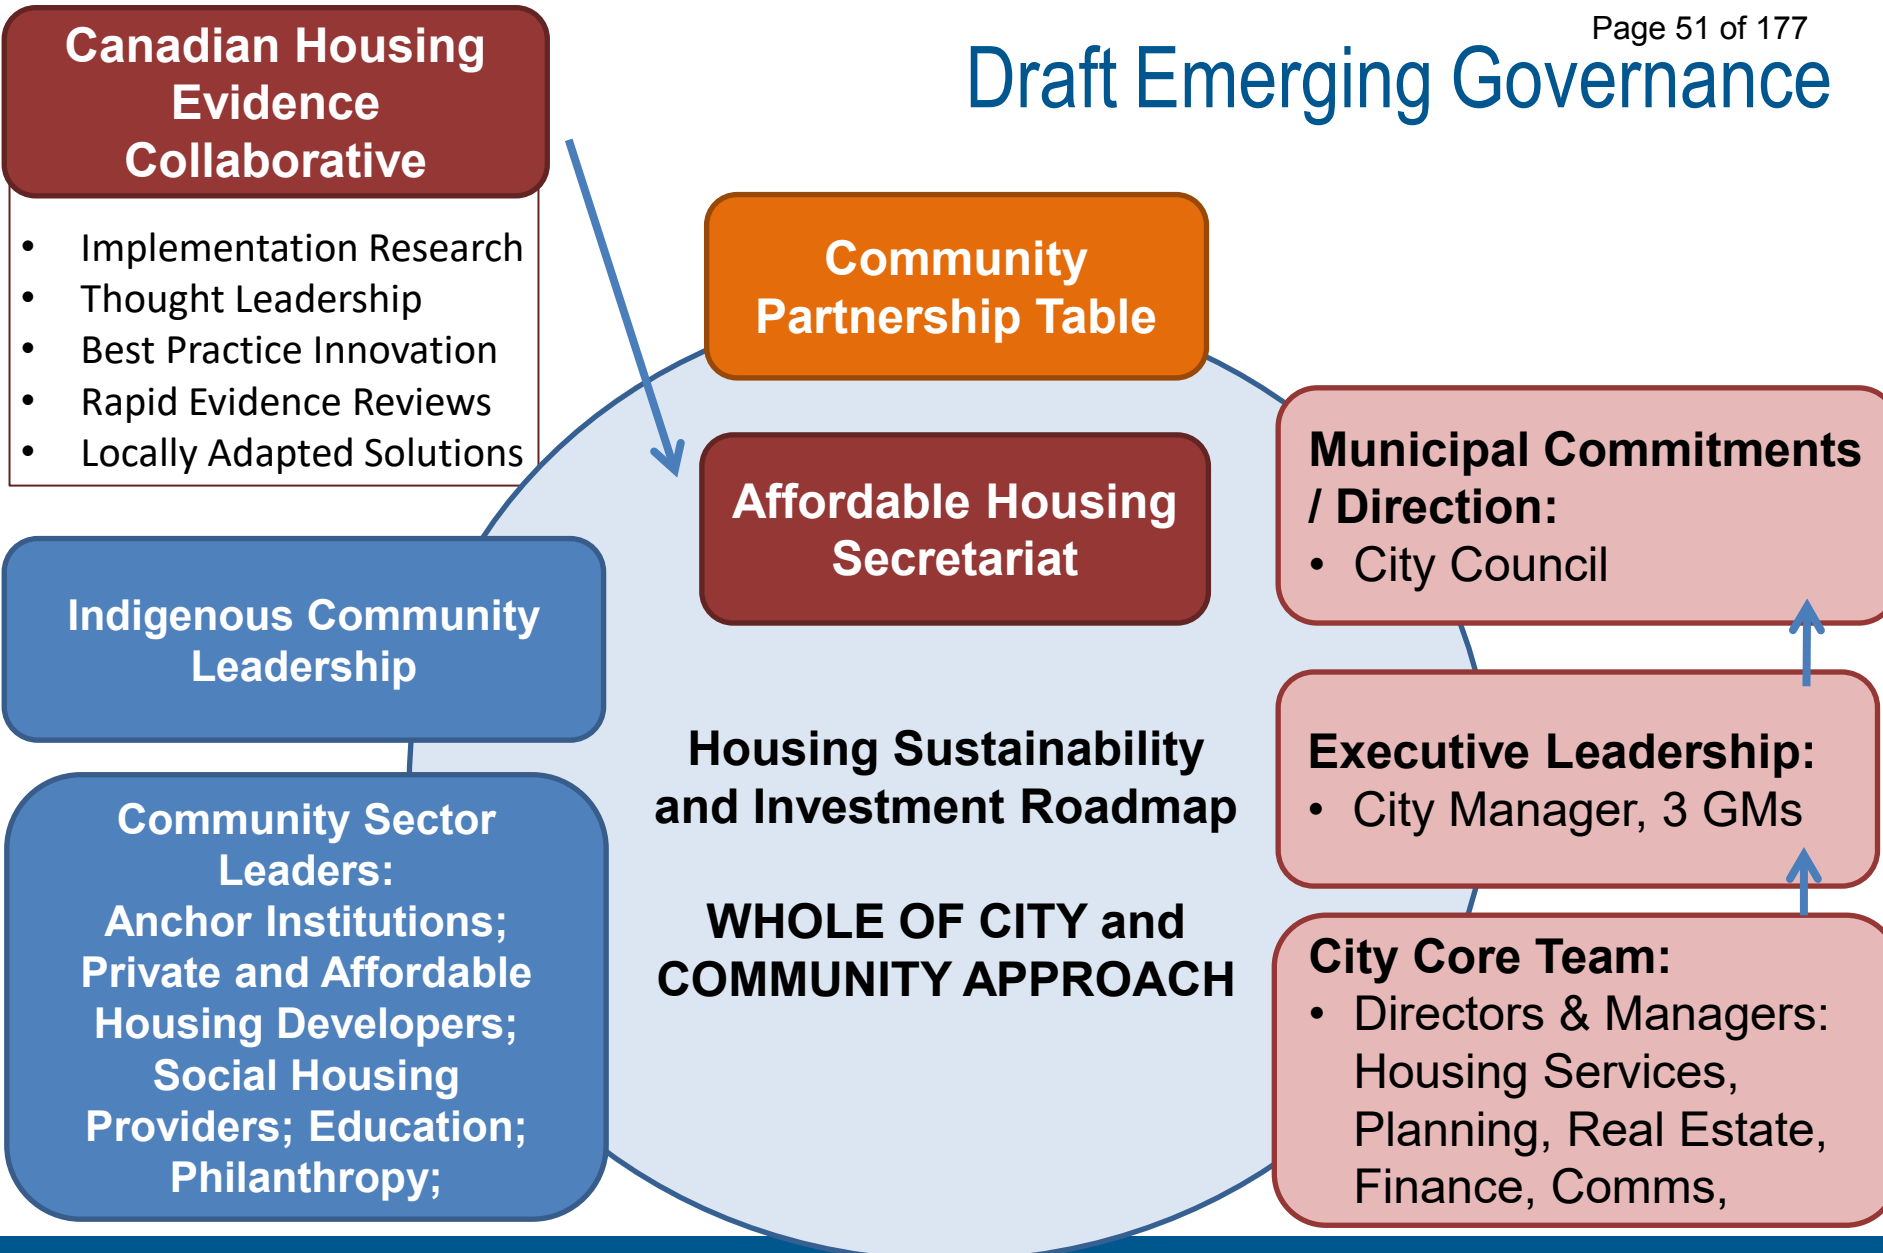 Page 51 of 177
Draft Emerging Governance
Canadian Housing
Evidence
Collaborative
• Implementation Research
• Thought Leadership
• Best Practice Innovation
• Rapid Evidence Reviews
• Locally Adapted Solutions
Community
Partnership Table
Affordable Housing
Secretariat
Indigenous Community
Leadership
Community Sector
Leaders:
Anchor Institutions;
Private and Affordable
Housing Developers;
Social Housing
Providers; Education;
Philanthropy;
Housing Sustainability
and Investment Roadmap
WHOLE OF CITY and
COMMUNITY APPROACH
Municipal Commitments
/ Direction:
• City Council
Executive Leadership:
• City Manager, 3 GMs
City Core Team:
• Directors & Managers:
Housing Services,
Planning, Real Estate,
Finance, Comms,